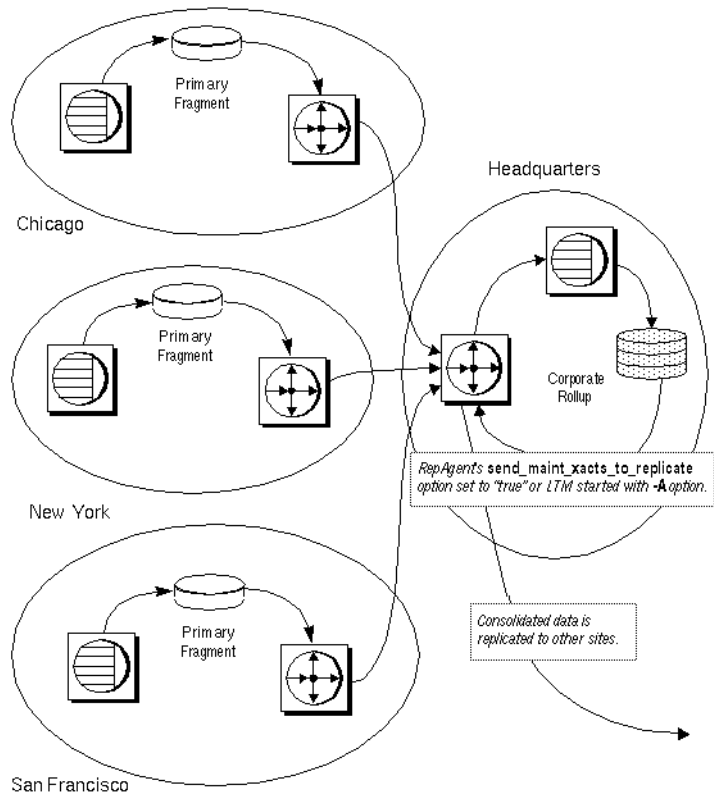 Primary
Fragment
Chicago
Headquarters
Primary
Fragment
New York
Corporate
Rollup
RepAgent's send_maint_xacts_to_replicate
option set to "true" or LTM started with -A option.
Primary
Fragment
San Francisco
Consolidated data is
replicated to other sites.